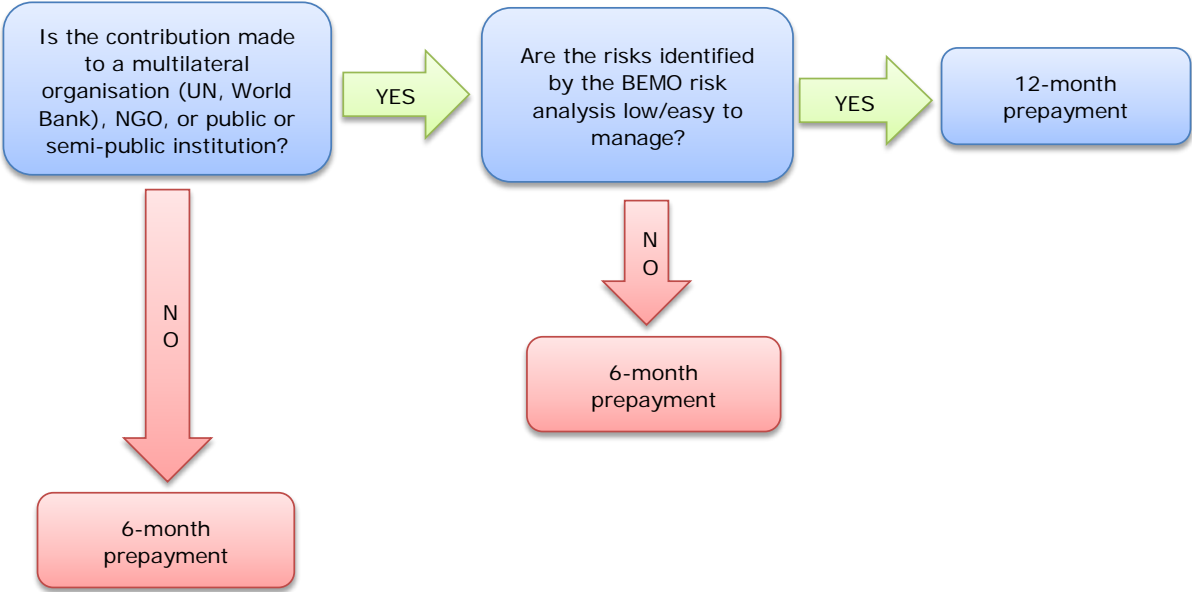 Is the contribution made
to a multilateral
organisation (UN, World
Bank), NGO, or public or
semi-public institution?
YES
Are the risks identified
by the BEMO risk
analysis low/easy to
manage?
YES
12-month
prepayment
N
O
6-month
prepayment
N
O
6-month
prepayment